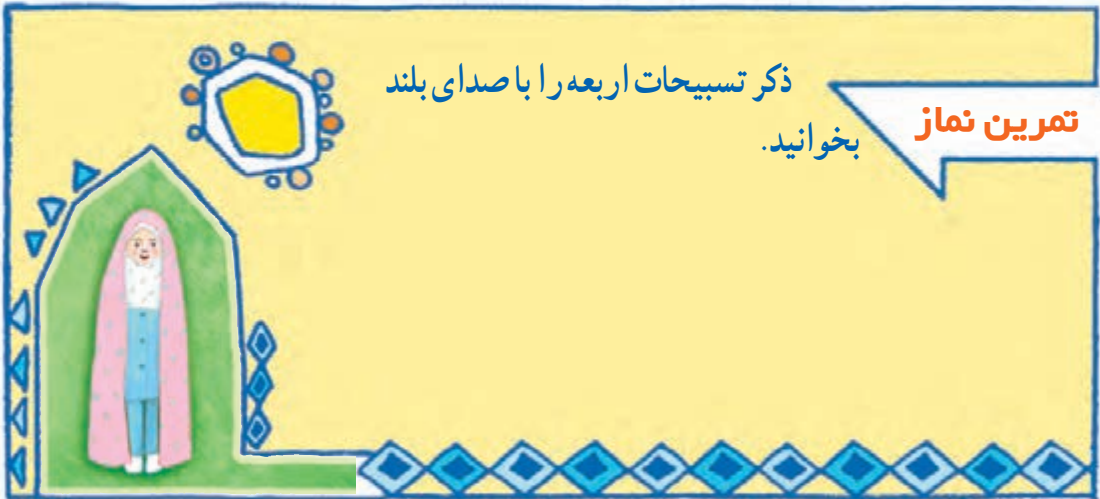 تمرین نماز
ذکر تسبیحات اربعه را با صدای بلند
بخوانید.